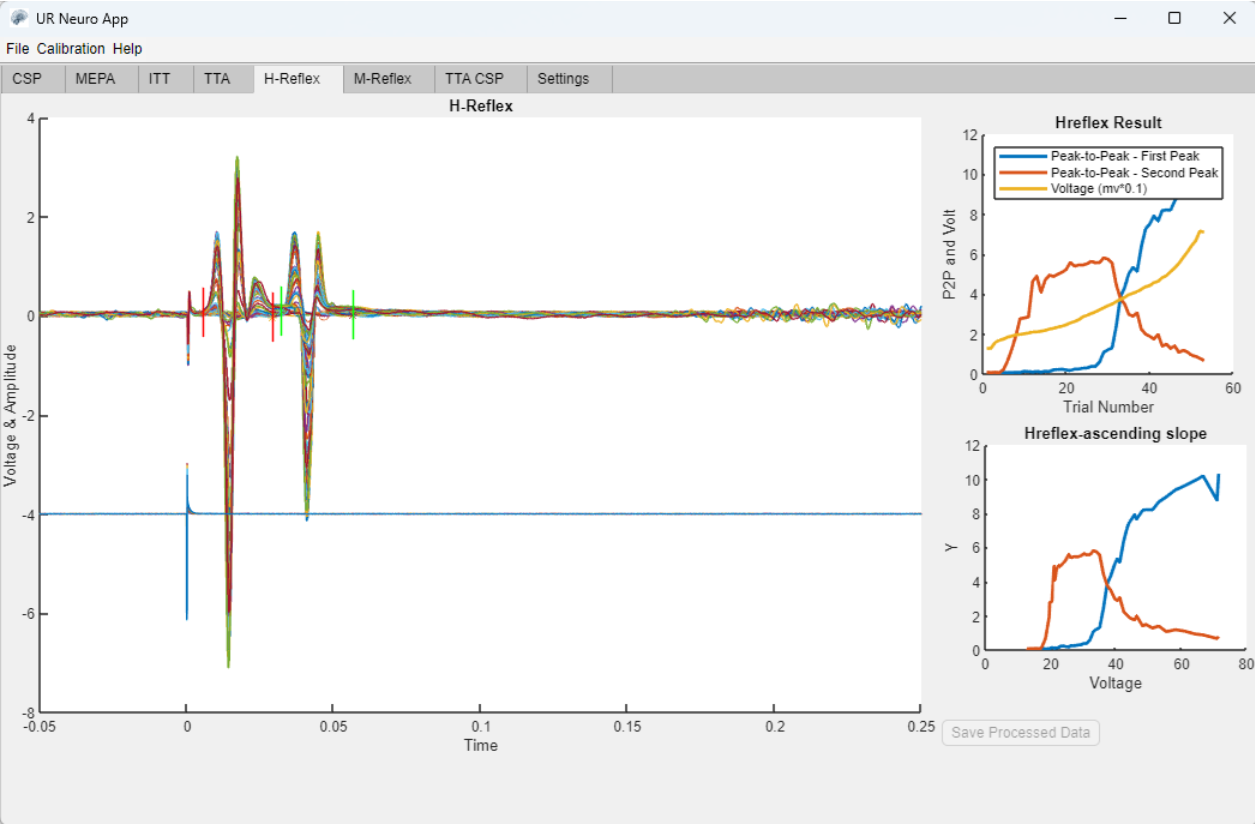 UR Neuro App
File Calibration Help
CSP MEPA ITT TTA H-Reflex M-Reflex TTA CSP Settings
H-Reflex
4
2
0
-2
-4
-6
-8
Voltage & Amplitude
-0.05 0 0.05 0.1 0.15 0.2 0.25
Time
Hreflex Result
12
10
8
6
4
2
0
P2P and Volt
Peak-to-Peak - First Peak
Peak-to-Peak - Second Peak
Voltage (mv*0.1)
0 20 40 60
Trial Number
Hreflex-ascending slope
12
10
8
6
4
2
0
Y
0 20 40 60 80
Voltage
Save Processed Data